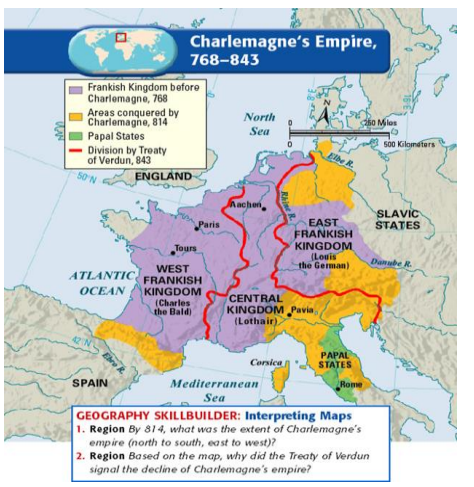 Charlemagne's Empire,
768–843
Frankish Kingdom before
Charlemagne, 768
Areas conquered by
Charlemagne, 814
Papal States
Division by Treaty
of Verdun, 843
North
Sea
N
0
250 Miles
0
500 Kilometers
50°N
ENGLAND
Elbe R.
Aachen
Rhine R.
Paris
EAST
FRANKISH
KINGDOM
(Louis
the German)
SLAVIC
STATES
Tours
Danube R.
ATLANTIC
OCEAN
WEST
FRANKISH
KINGDOM
(Charles
the Bald)
CENTRAL
KINGDOM
(Lothair)
Pavia
42°N
Ebro R.
Corsica
PAPAL
STATES
SPAIN
Mediterranean
Sea
Rome
GEOGRAPHY SKILLBUILDER: Interpreting Maps
1. Region By 814, what was the extent of Charlemagne's
empire (north to south, east to west)?
2. Region Based on the map, why did the Treaty of Verdun
signal the decline of Charlemagne's empire?